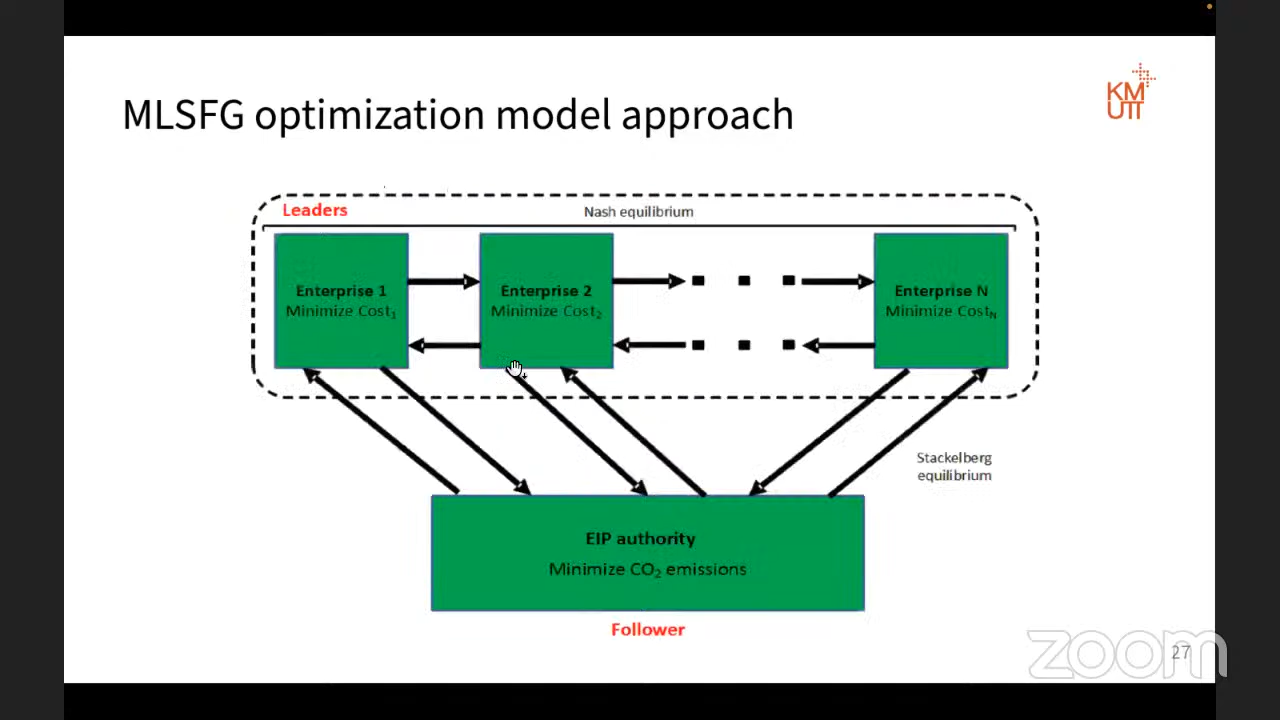 MLSFG optimization model approach
KM
UTT
Leaders
Nash equilibrium
Enterprise 1
Minimize Cost₁
Enterprise 2
Minimize Cost₂
Enterprise N
Minimize Cost_N
Stackelberg
equilibrium
EIP authority
Minimize CO₂ emissions
Follower
zoom
27